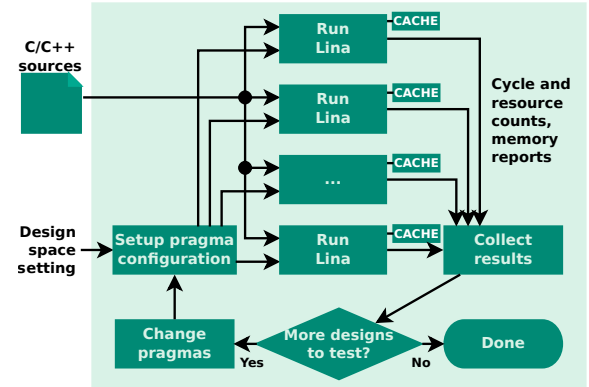 C/C++
sources
Run
Lina
CACHE
Run
Lina
CACHE
Cycle and
resource
counts,
memory
reports
...
CACHE
Design
space
setting
Setup pragma
configuration
Run
Lina
CACHE
Collect
results
Change
pragmas
Yes
More designs
to test?
No
Done